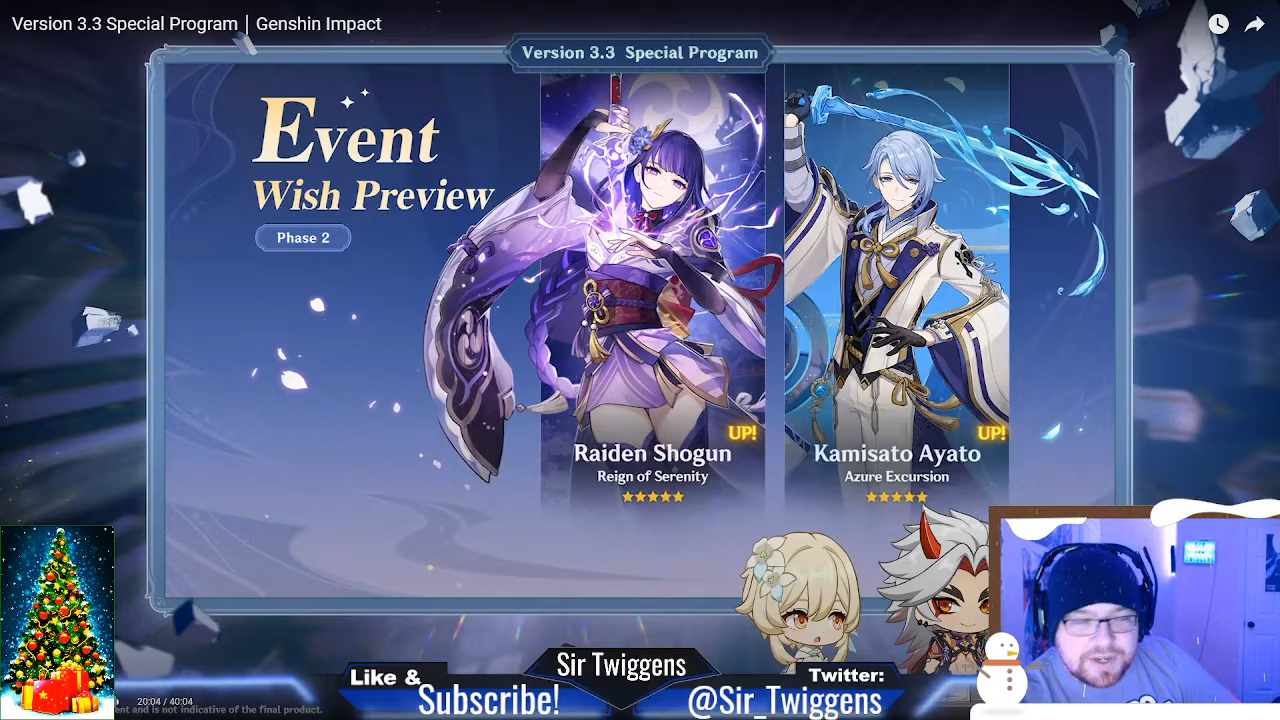 Version 3.3 Special Program | Genshin Impact
Version 3.3 Special Program
Event
Wish Preview
Phase 2
UP!
Raiden Shogun
Reign of Serenity
★★★★★
UP!
Kamisato Ayato
Azure Excursion
★★★★★
Like &
Subscribe!
Sir Twiggens
Twitter:
@Sir_Twiggens
20:04 / 40:04
ent and is not indicative of the final product.